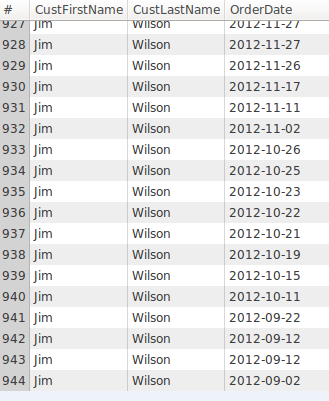 # CustFirstName CustLastName OrderDate
927 Jim Wilson 2012-11-27
928 Jim Wilson 2012-11-27
929 Jim Wilson 2012-11-26
930 Jim Wilson 2012-11-17
931 Jim Wilson 2012-11-11
932 Jim Wilson 2012-11-02
933 Jim Wilson 2012-10-26
934 Jim Wilson 2012-10-25
935 Jim Wilson 2012-10-23
936 Jim Wilson 2012-10-22
937 Jim Wilson 2012-10-21
938 Jim Wilson 2012-10-19
939 Jim Wilson 2012-10-15
940 Jim Wilson 2012-10-11
941 Jim Wilson 2012-09-22
942 Jim Wilson 2012-09-12
943 Jim Wilson 2012-09-12
944 Jim Wilson 2012-09-02